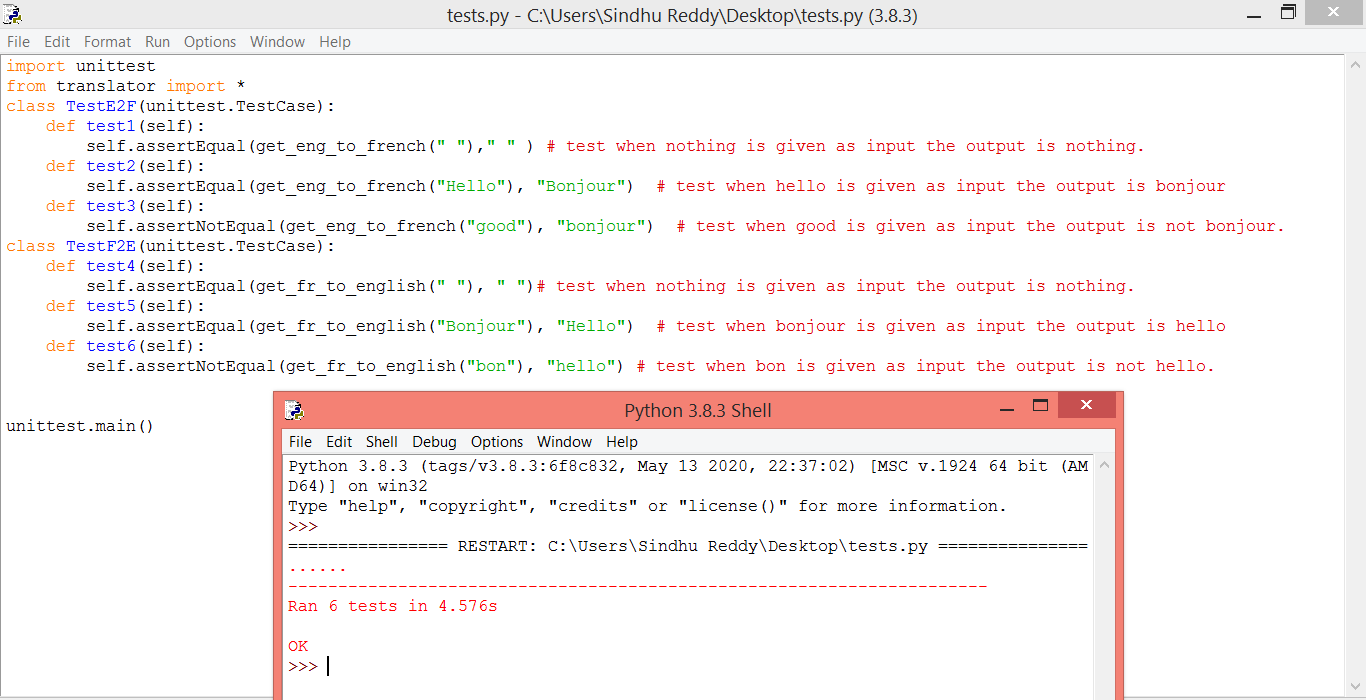 tests.py - C:\Users\Sindhu Reddy\Desktop\tests.py (3.8.3)
File Edit Format Run Options Window Help
import unittest
from translator import *
class TestE2F(unittest.TestCase):
    def test1(self):
        self.assertEqual(get_eng_to_french(" ")," " ) # test when nothing is given as input the output is nothing.
    def test2(self):
        self.assertEqual(get_eng_to_french("Hello"), "Bonjour")  # test when hello is given as input the output is bonjour
    def test3(self):
        self.assertNotEqual(get_eng_to_french("good"), "bonjour")  # test when good is given as input the output is not bonjour.
class TestF2E(unittest.TestCase):
    def test4(self):
        self.assertEqual(get_fr_to_english(" "), " ")# test when nothing is given as input the output is nothing.
    def test5(self):
        self.assertEqual(get_fr_to_english("Bonjour"), "Hello")  # test when bonjour is given as input the output is hello
    def test6(self):
        self.assertNotEqual(get_fr_to_english("bon"), "hello") # test when bon is given as input the output is not hello.
unittest.main()
Python 3.8.3 Shell
File Edit Shell Debug Options Window Help
Python 3.8.3 (tags/v3.8.3:6f8c832, May 13 2020, 22:37:02) [MSC v.1924 64 bit (AM
D64)] on win32
Type "help", "copyright", "credits" or "license()" for more information.
>>>
================ RESTART: C:\Users\Sindhu Reddy\Desktop\tests.py ===============
......
----------------------------------------------------------------------
Ran 6 tests in 4.576s
OK
>>>